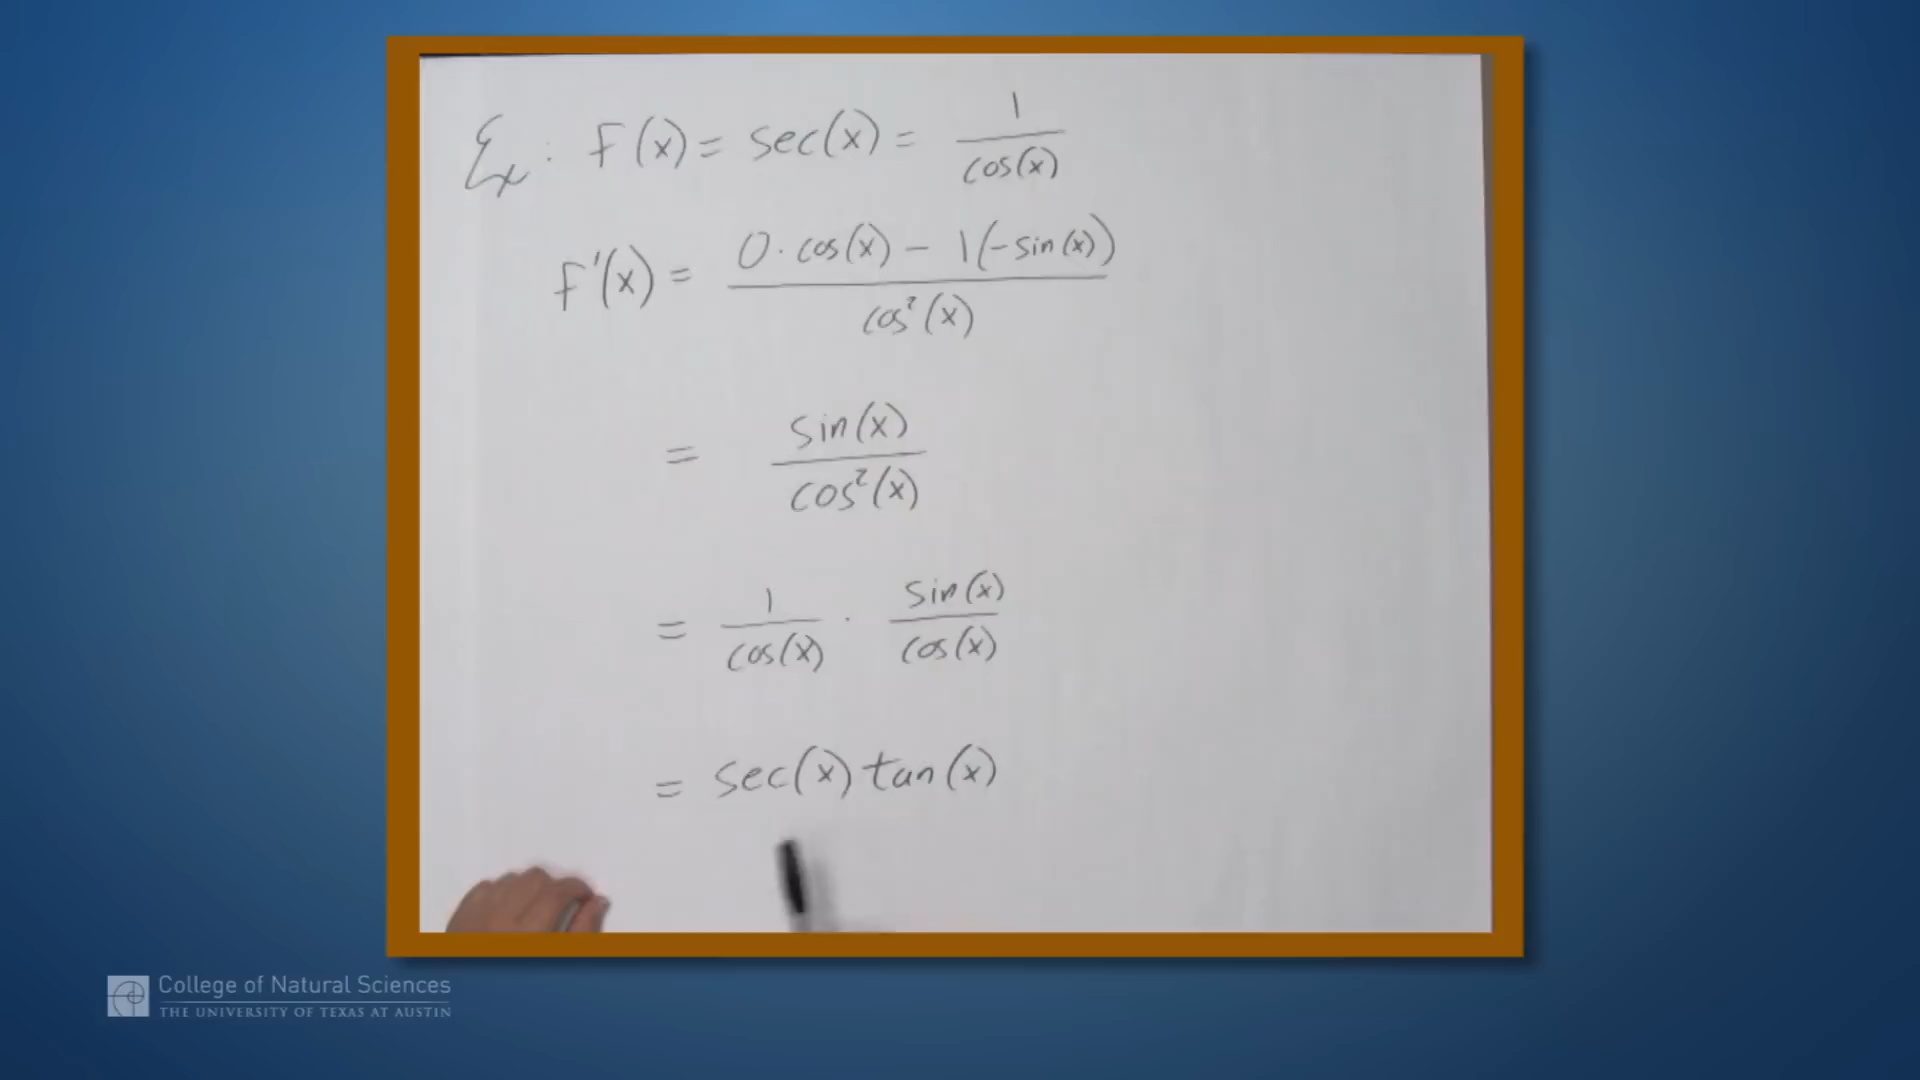 Ex: f(x) = sec(x) = 1/cos(x)
f'(x) = (0 · cos(x) − 1(−sin(x)))/cos²(x)
= sin(x)/cos²(x)
= 1/cos(x) · sin(x)/cos(x)
= sec(x) tan(x)
College of Natural Sciences
THE UNIVERSITY OF TEXAS AT AUSTIN